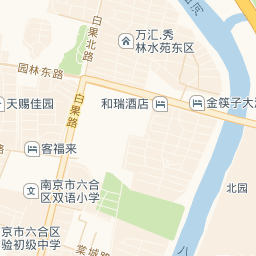 白果北路
万汇.秀
林水苑东区
园林东路
天赐佳园
白果路
和瑞酒店
金筷子大
客福来
北园
南京市六合
区双语小学
京市六合区
验初级中学
棠城路
八